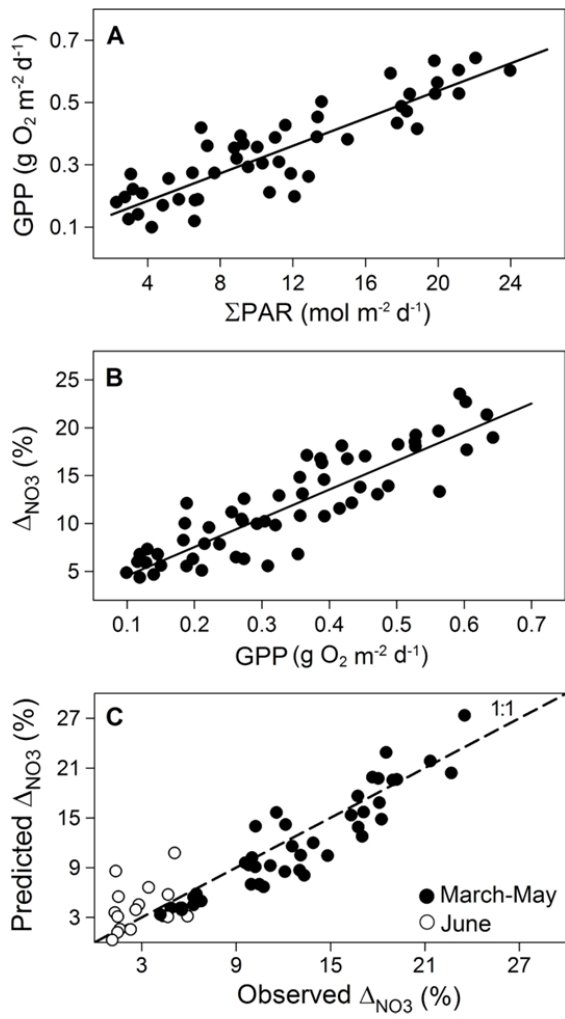 A
GPP (g O₂ m⁻² d⁻¹)
0.7
0.5
0.3
0.1
4 8 12 16 20 24
ΣPAR (mol m⁻² d⁻¹)
B
Δ_NO3 (%)
25
20
15
10
5
0.1 0.2 0.3 0.4 0.5 0.6 0.7
GPP (g O₂ m⁻² d⁻¹)
C
1:1
Predicted Δ_NO3 (%)
27
21
15
9
3
March-May
June
3 9 15 21 27
Observed Δ_NO3 (%)